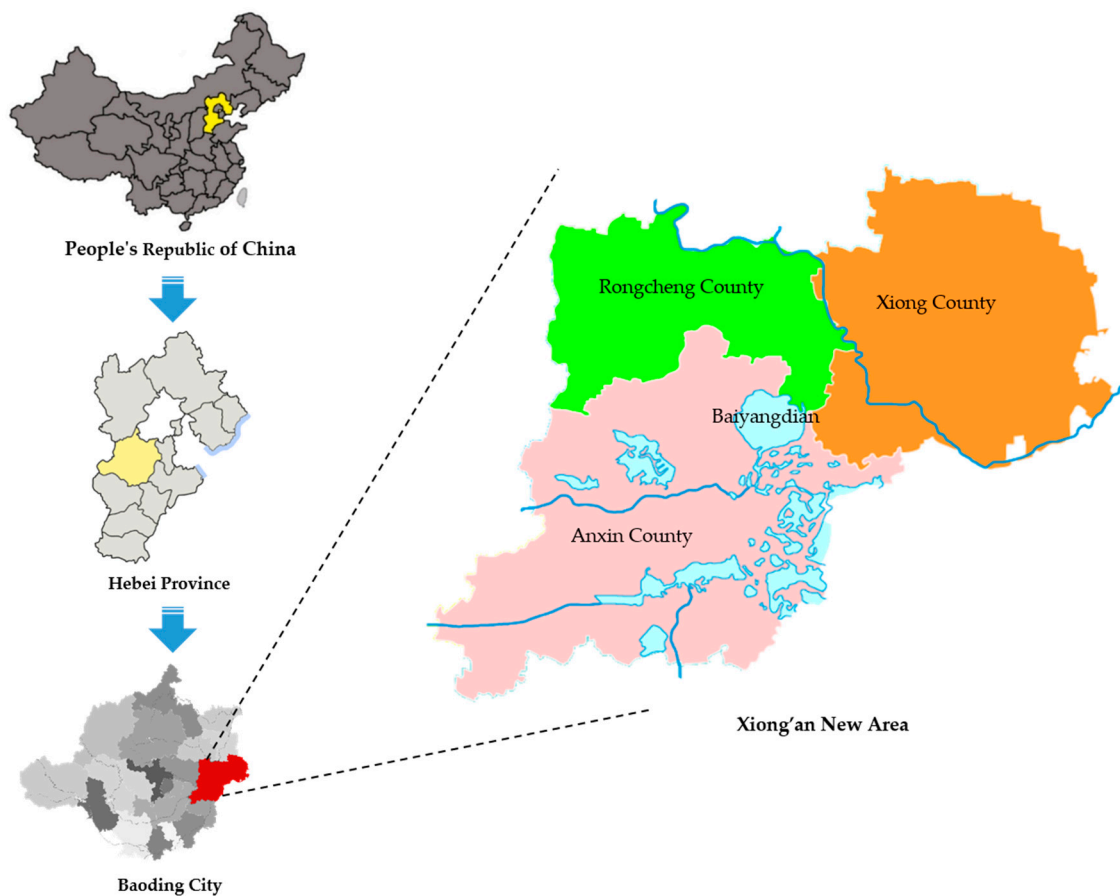 People's Republic of China
Hebei Province
Baoding City
Rongcheng County
Xiong County
Baiyangdian
Anxin County
Xiong'an New Area